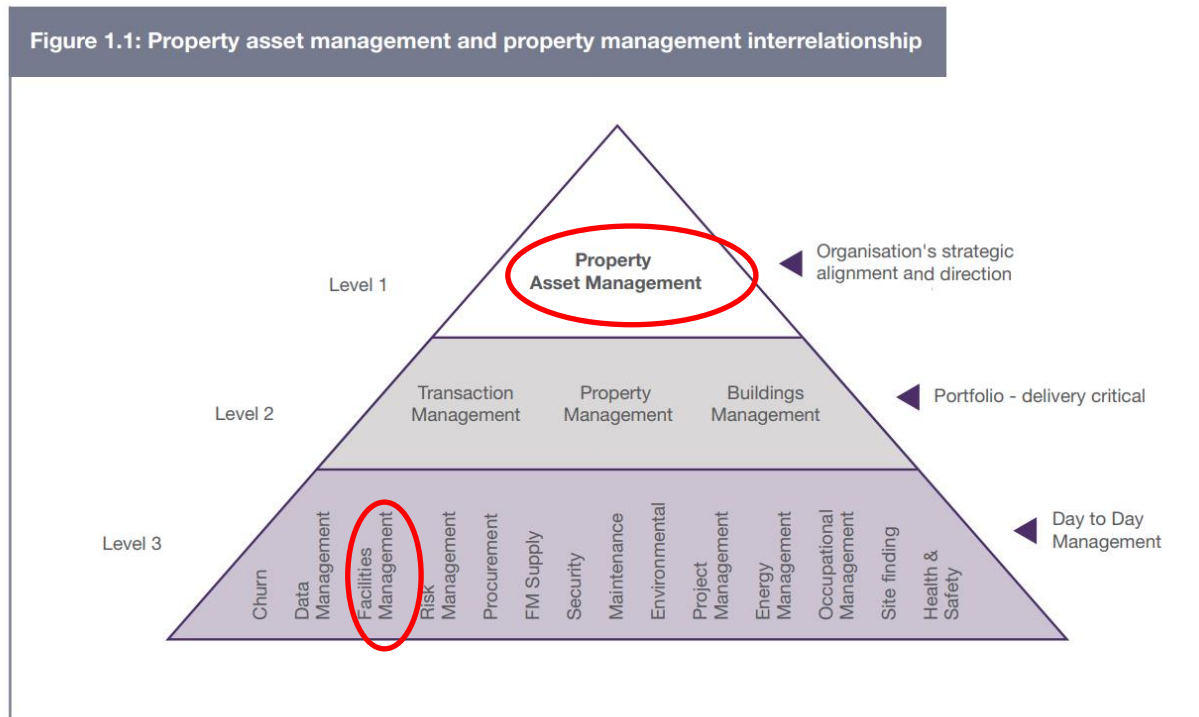 Figure 1.1: Property asset management and property management interrelationship
Property
Asset Management
Level 1
Organisation's strategic
alignment and direction
Level 2
Transaction
Management
Property
Management
Buildings
Management
Portfolio - delivery critical
Level 3
Churn
Data
Management
Facilities
Management
Risk
Management
Procurement
FM Supply
Security
Maintenance
Environmental
Project
Management
Energy
Management
Occupational
Management
Site finding
Health &
Safety
Day to Day
Management